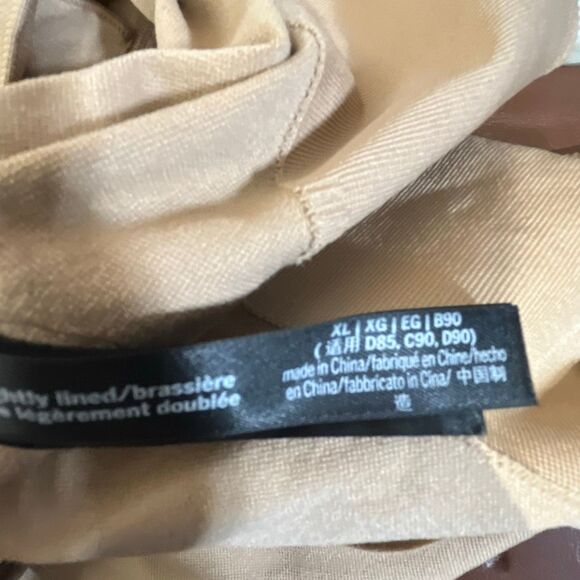 XL | XG | EG | B90
(适用 D85, C90, D90)
made in China/fabriqué en Chine/hecho
en China/fabbricato in Cina/ 中国制
造
lined/brassière
légèrement doublée